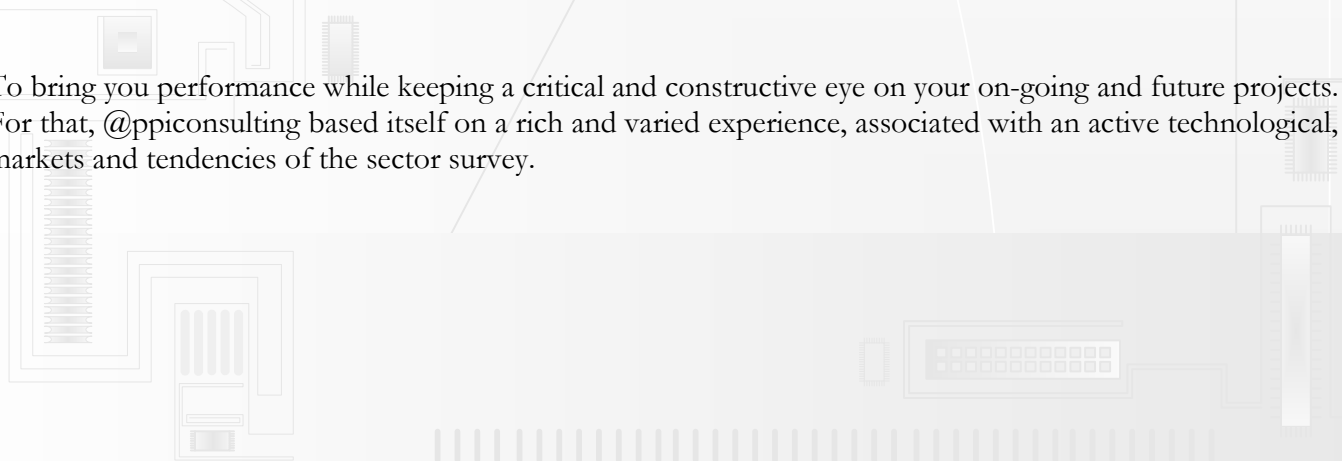 To bring you performance while keeping a critical and constructive eye on your on-going and future projects.
For that, @ppiconsulting based itself on a rich and varied experience, associated with an active technological,
markets and tendencies of the sector survey.